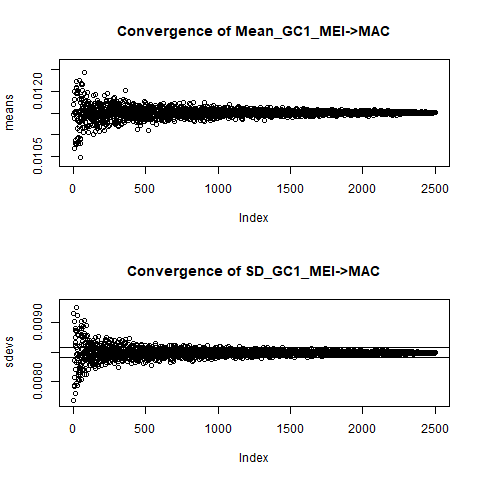 Convergence of Mean_GC1_MEI->MAC
means
0.0120
0.0105
0 500 1000 1500 2000 2500
Index
Convergence of SD_GC1_MEI->MAC
sdevs
0.0090
0.0080
0 500 1000 1500 2000 2500
Index